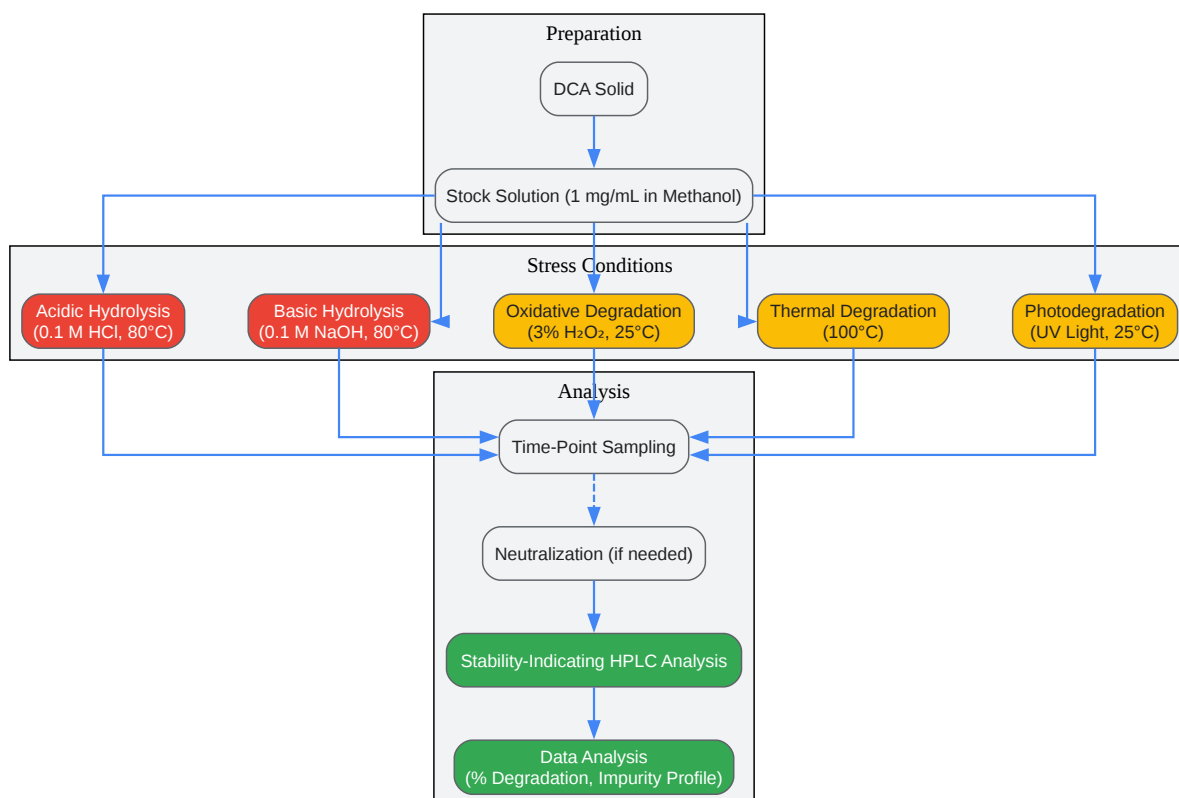 Preparation
DCA Solid
Stock Solution (1 mg/mL in Methanol)
Stress Conditions
Acidic Hydrolysis
(0.1 M HCl, 80°C)
Basic Hydrolysis
(0.1 M NaOH, 80°C)
Oxidative Degradation
(3% H₂O₂, 25°C)
Thermal Degradation
(100°C)
Photodegradation
(UV Light, 25°C)
Analysis
Time-Point Sampling
Neutralization (if needed)
Stability-Indicating HPLC Analysis
Data Analysis
(% Degradation, Impurity Profile)